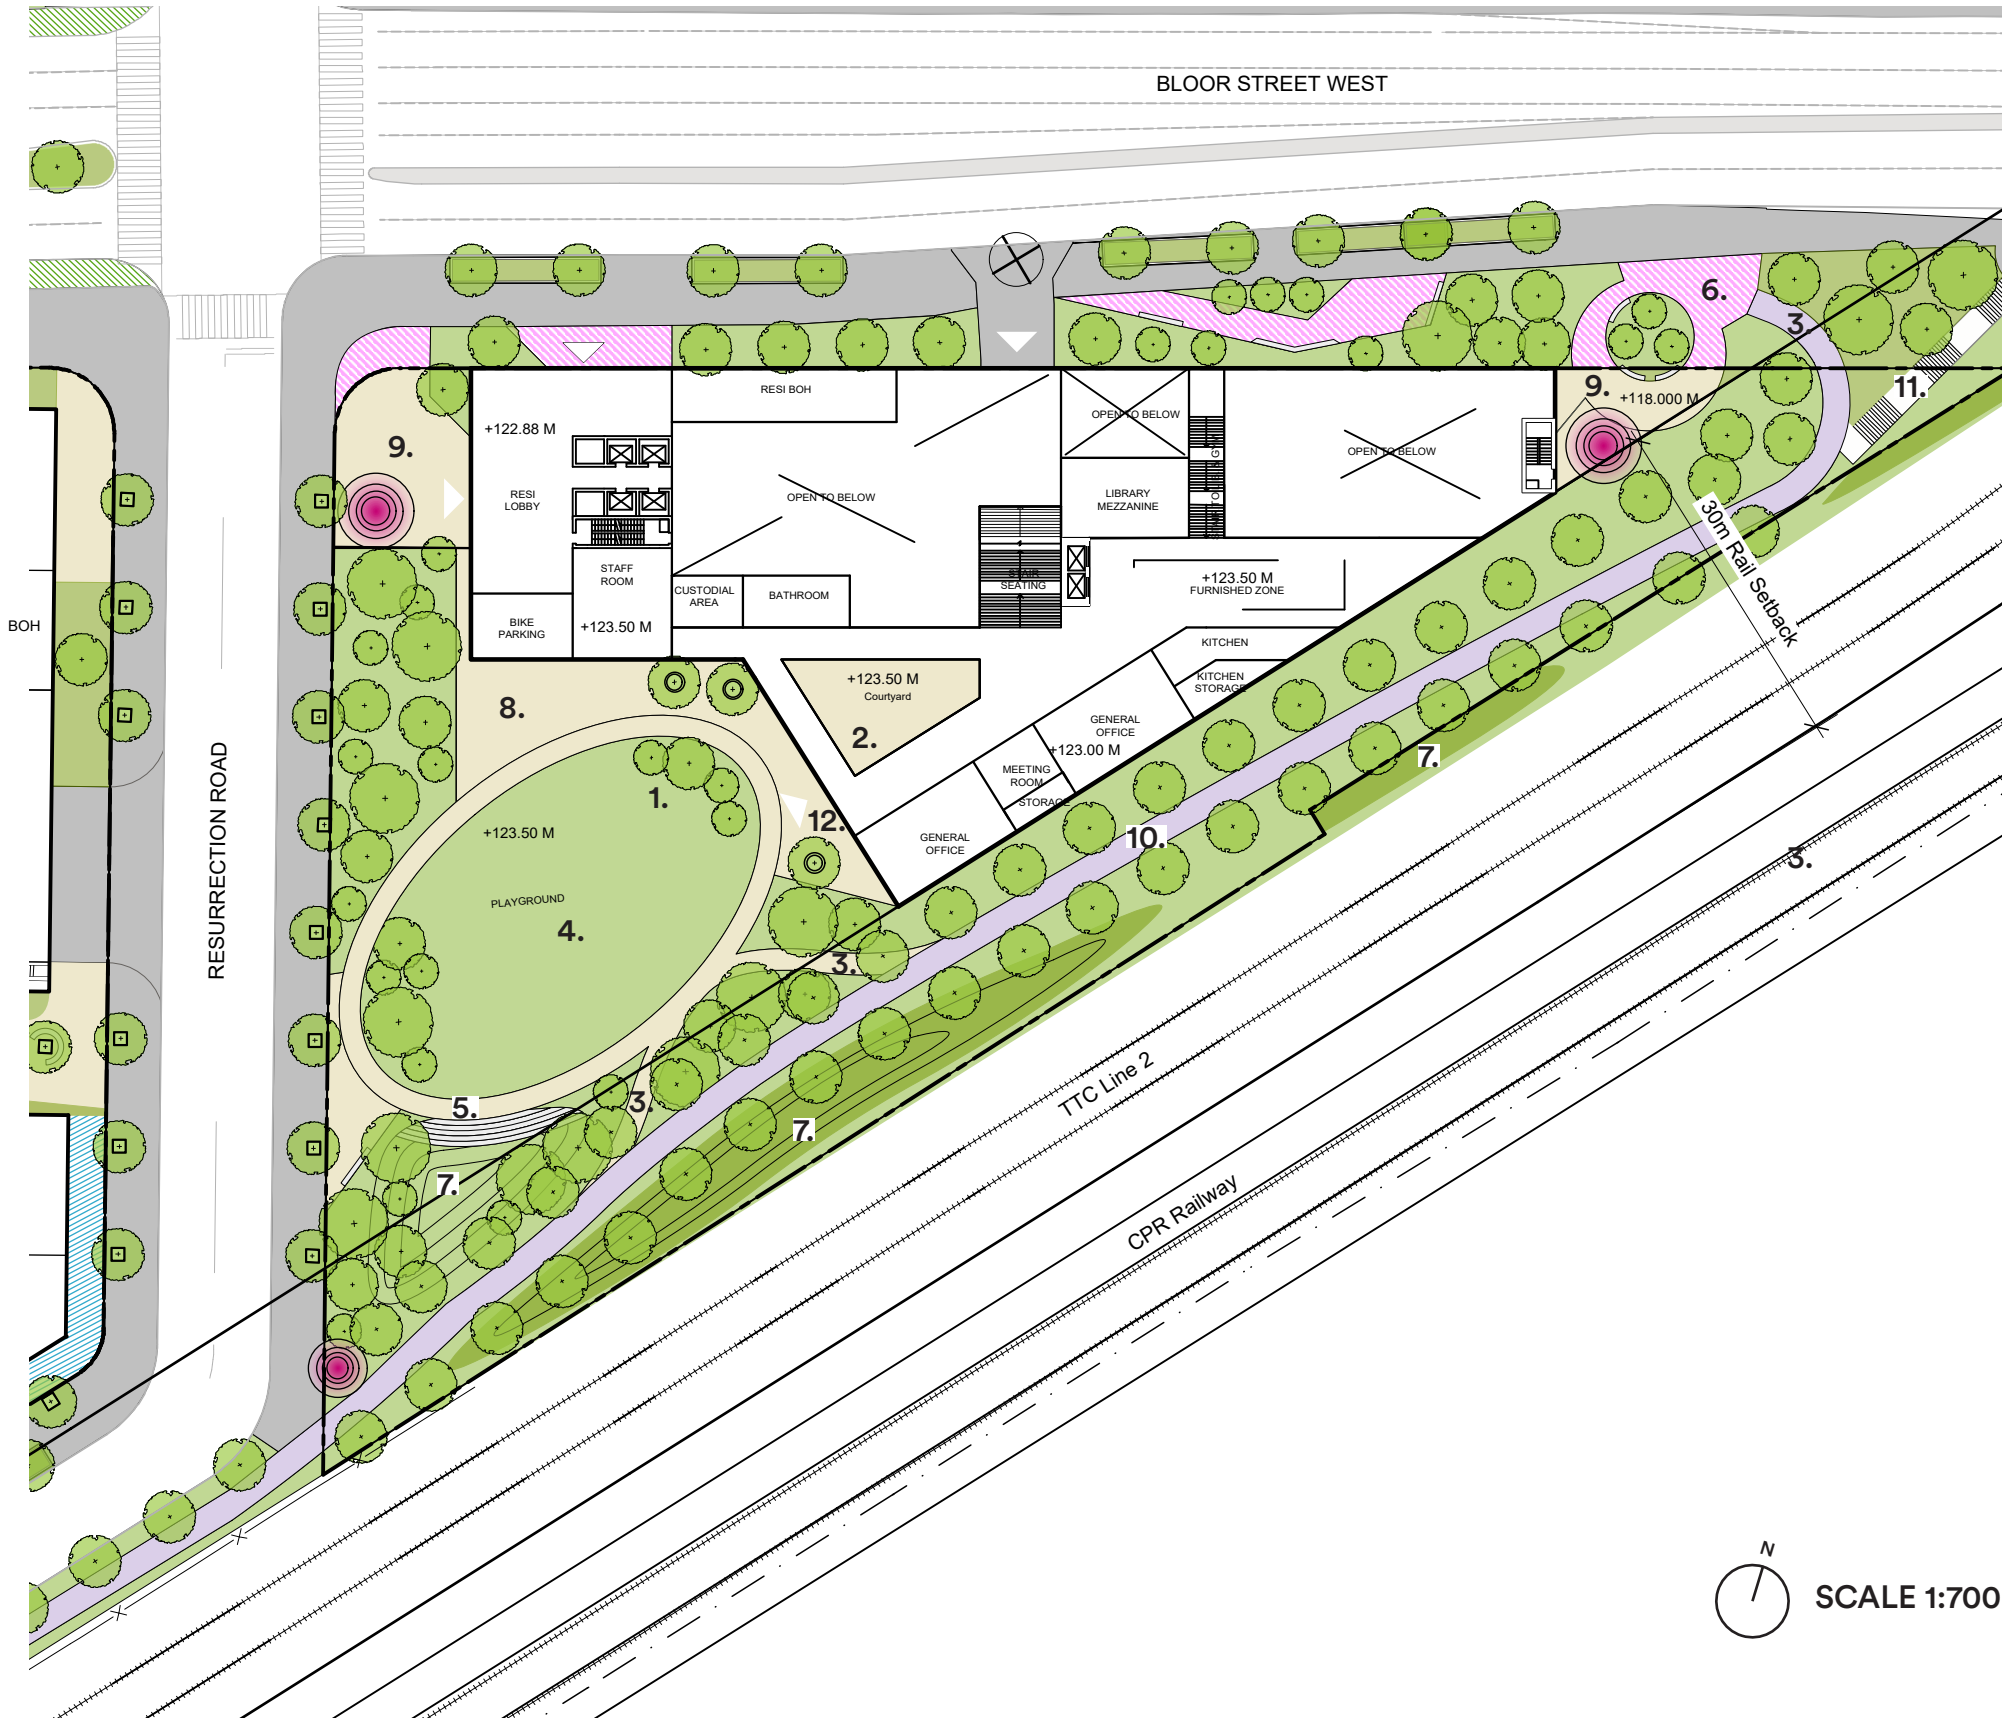 BLOOR STREET WEST
6.
3.
RESI BOH
9.
+118.000 M
11.
+122.88 M
9.
OPEN TO BELOW
OPEN TO BELOW
RESI
LOBBY
OPEN TO BELOW
LIBRARY
MEZZANINE
30m Rail Setback
STAFF
ROOM
STAIR
SEATING
+123.50 M
FURNISHED ZONE
CUSTODIAL
AREA
BATHROOM
BOH
BIKE
PARKING
+123.50 M
KITCHEN
KITCHEN
STORAGE
+123.50 M
Courtyard
8.
2.
GENERAL
OFFICE
+123.00 M
7.
MEETING
ROOM
STORAGE
1.
12.
+123.50 M
GENERAL
OFFICE
10.
RESURRECTION ROAD
3.
PLAYGROUND
4.
3.
5.
3.
TTC Line 2
7.
7.
CPR Railway
N
SCALE 1:700